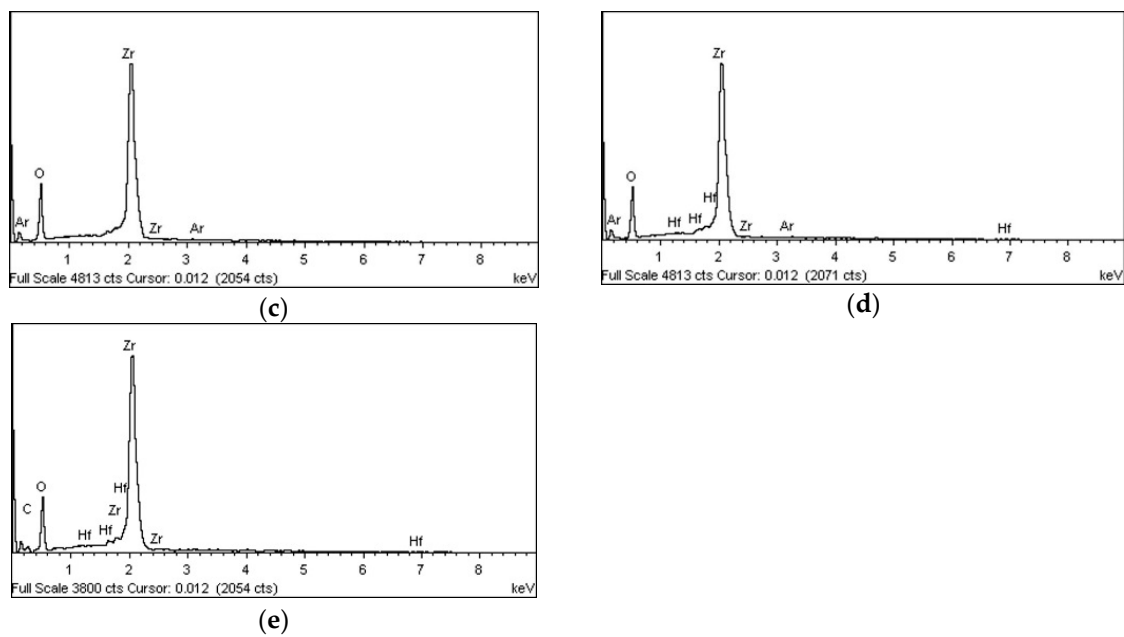 Zr
O
Ar
Zr
Ar
1 2 3 4 5 6 7 8
Full Scale 4813 cts Cursor: 0.012 (2054 cts) keV
(c)
Zr
O
Hf
Ar
Hf
Hf
Zr
Ar
Hf
1 2 3 4 5 6 7 8
Full Scale 4813 cts Cursor: 0.012 (2071 cts) keV
(d)
Zr
O
Hf
C
Zr
Hf
Hf
Zr
Hf
1 2 3 4 5 6 7 8
Full Scale 3800 cts Cursor: 0.012 (2054 cts) keV
(e)